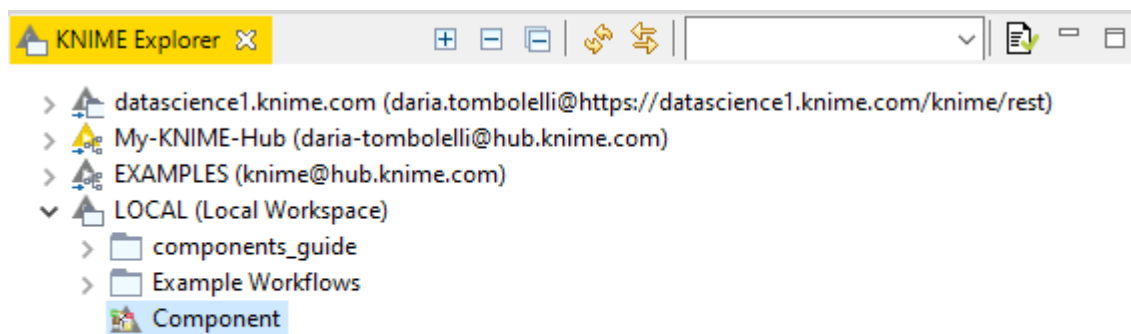 KNIME Explorer
datascience1.knime.com (daria.tombolelli@https://datascience1.knime.com/knime/rest)
My-KNIME-Hub (daria-tombolelli@hub.knime.com)
EXAMPLES (knime@hub.knime.com)
LOCAL (Local Workspace)
components_guide
Example Workflows
Component